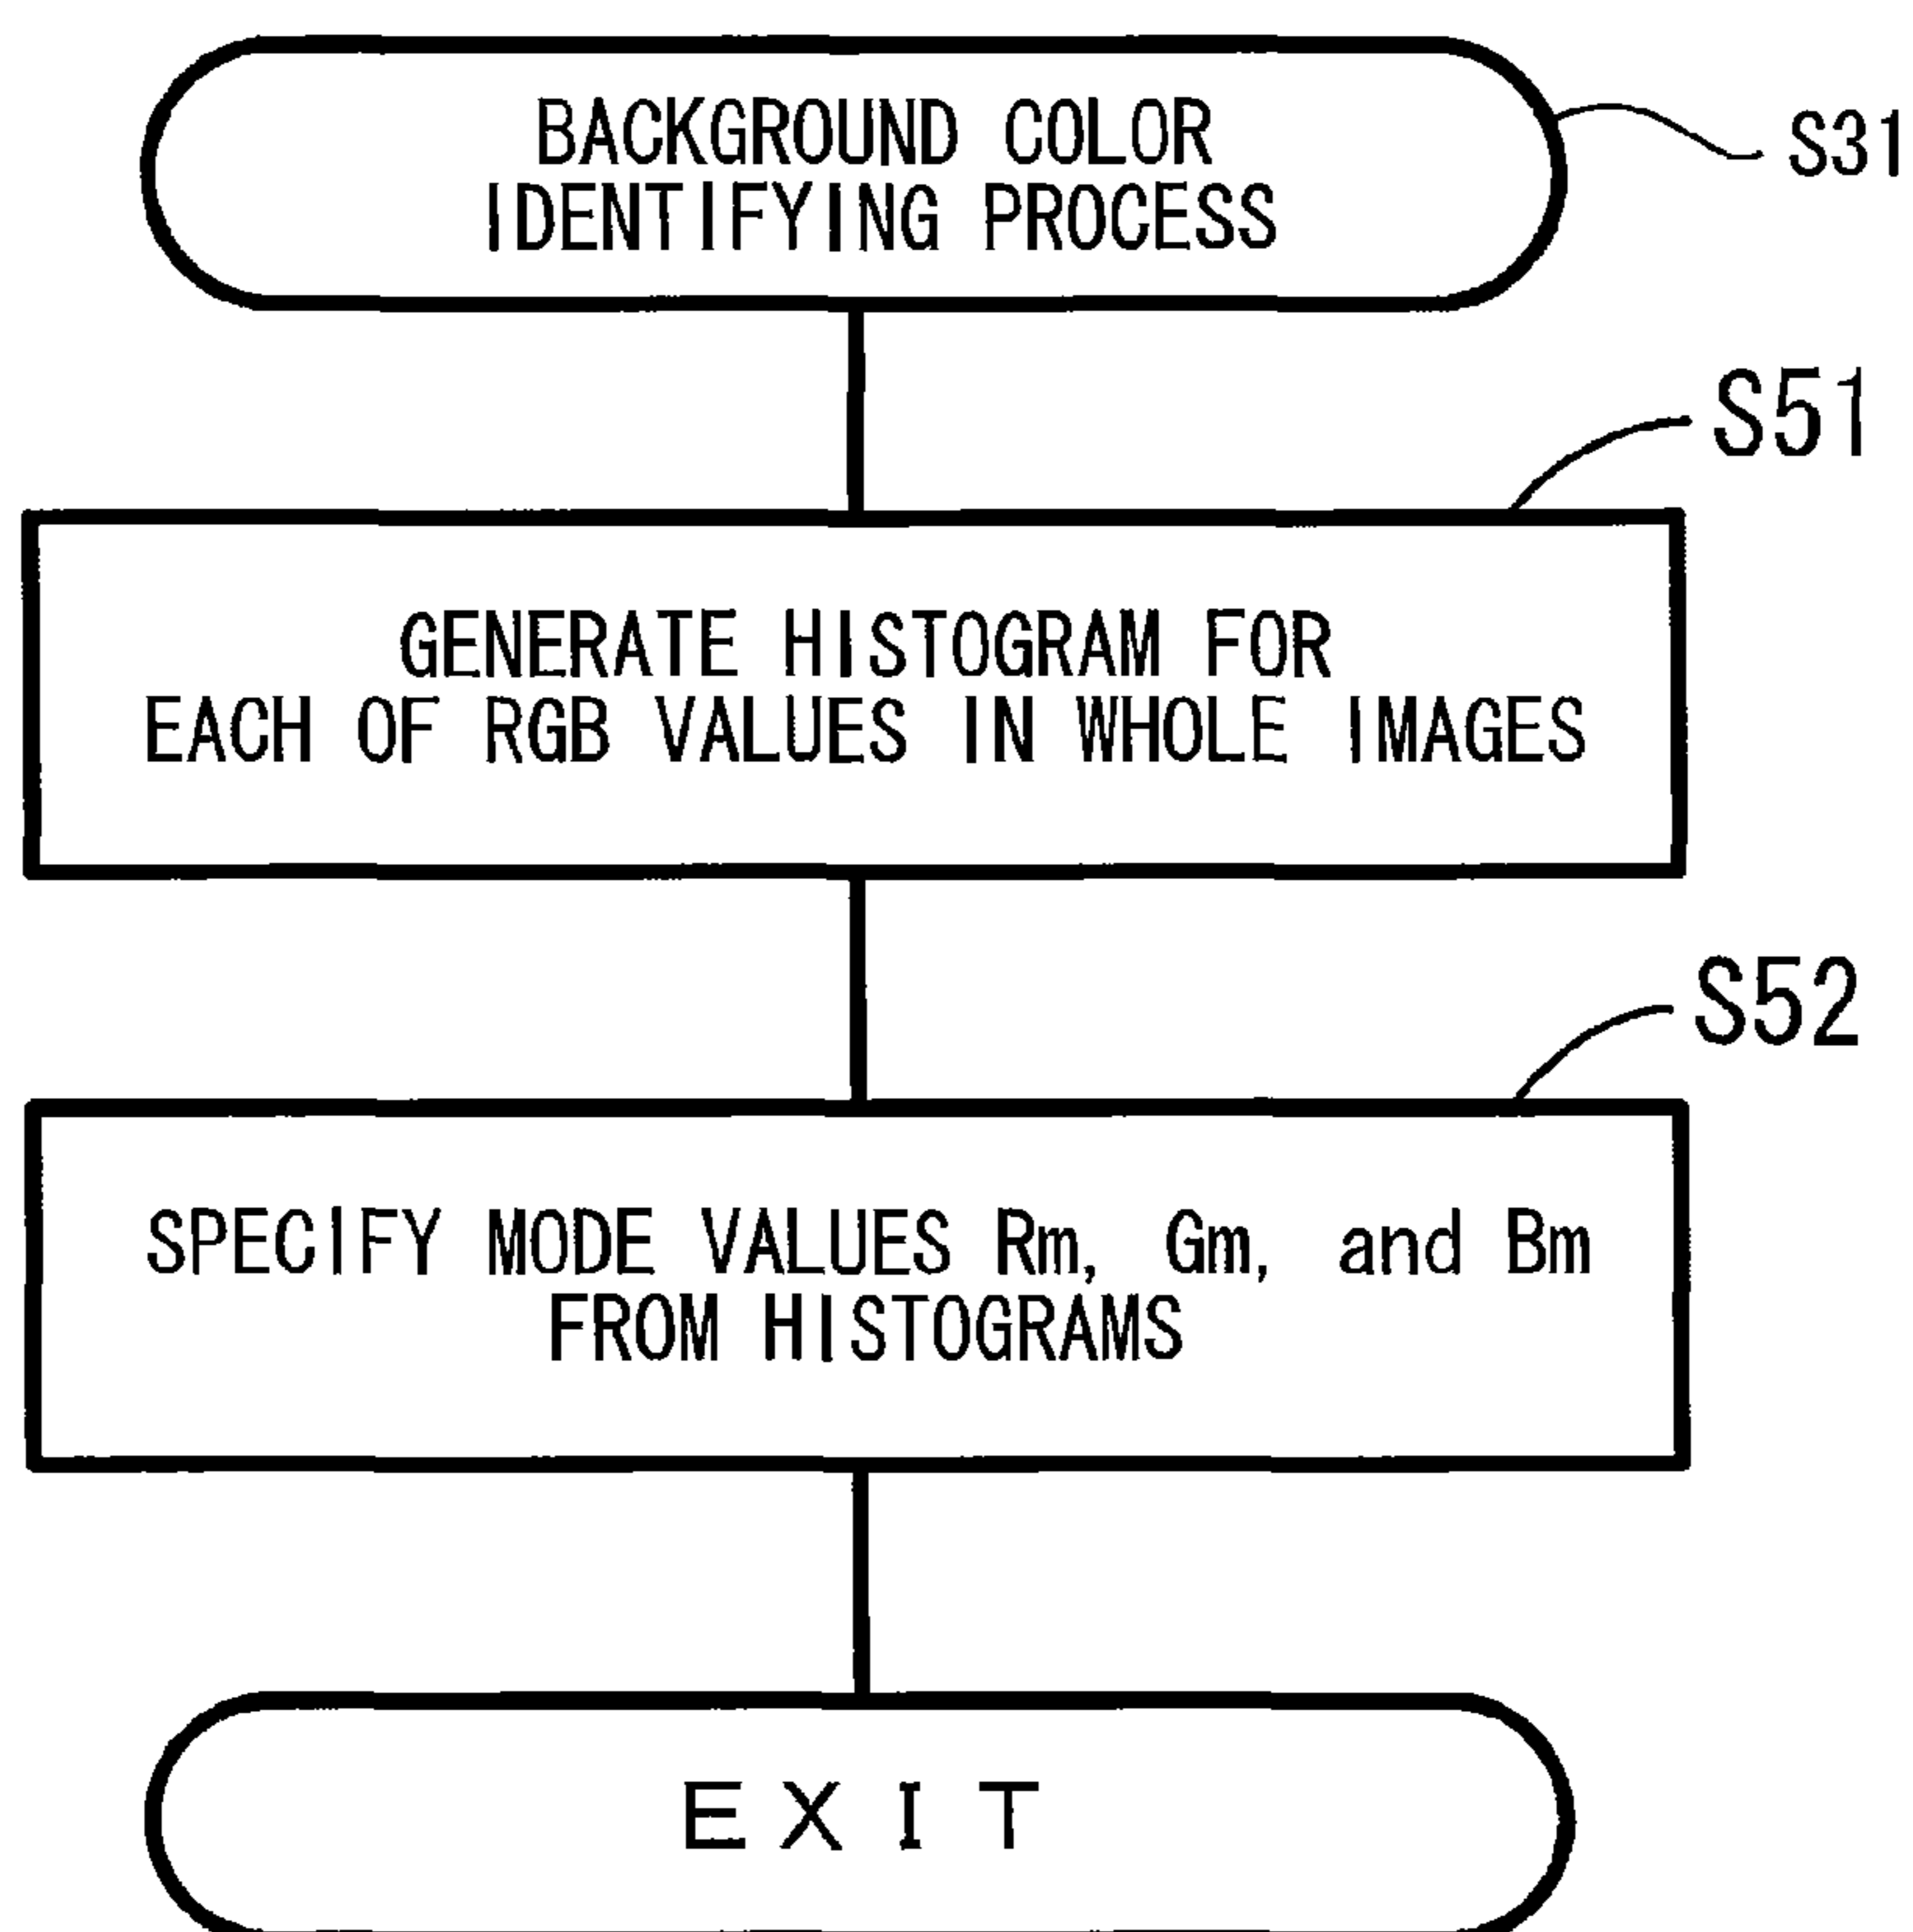 BACKGROUND COLOR
IDENTIFYING PROCESS
S31
S51
GENERATE HISTOGRAM FOR
EACH OF RGB VALUES IN WHOLE IMAGES
S52
SPECIFY MODE VALUES Rm, Gm, and Bm
FROM HISTOGRAMS
EXIT